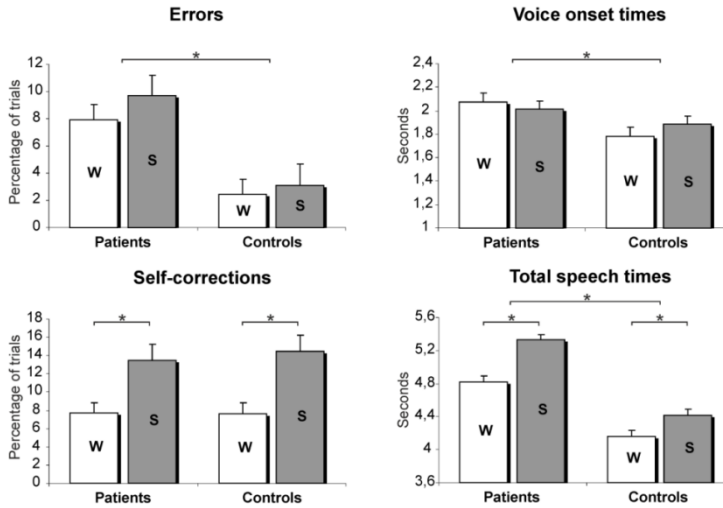 Errors
*
12
10
8
6
4
2
0
Percentage of trials
W
S
W
S
Patients
Controls
Voice onset times
*
2,4
2,2
2
1,8
1,6
1,4
1,2
1
Seconds
W
S
W
S
Patients
Controls
Self-corrections
*
*
18
16
14
12
10
8
6
4
2
0
Percentage of trials
W
S
W
S
Patients
Controls
Total speech times
*
*
*
5,6
5,2
4,8
4,4
4
3,6
Seconds
W
S
W
S
Patients
Controls